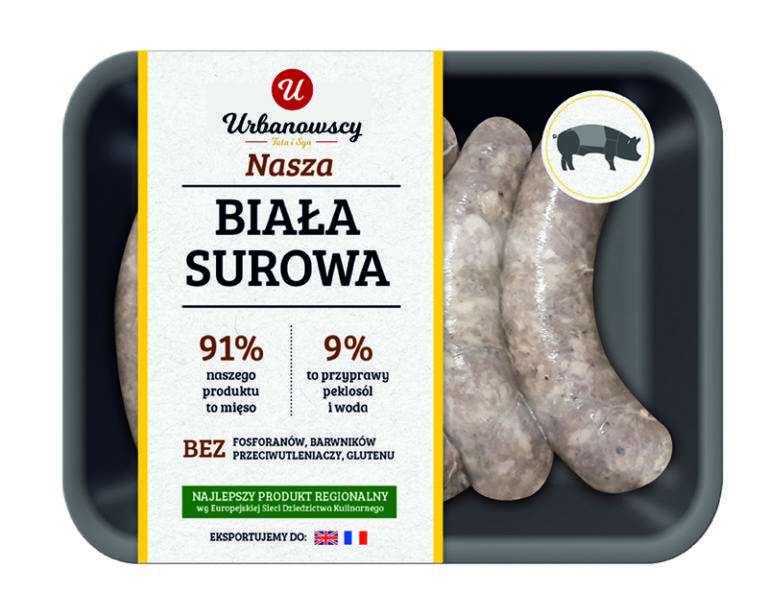 U
Urbanowscy
Tata i Syn
Nasza
BIAŁA
SUROWA
91%
naszego
produktu
to mięso
9%
to przyprawy
peklosól
i woda
BEZ FOSFORANÓW, BARWNIKÓW
PRZECIWUTLENIACZY, GLUTENU
NAJLEPSZY PRODUKT REGIONALNY
wg Europejskiej Sieci Dziedzictwa Kulinarnego
EKSPORTUJEMY DO: